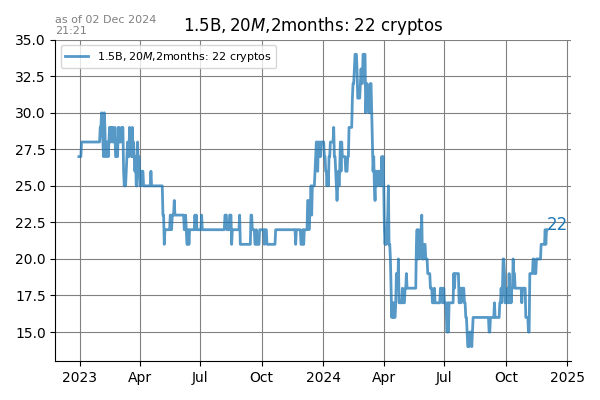 as of 02 Dec 2024
21:21
1.5B, 20M,2months: 22 cryptos
1.5B, 20M,2months: 22 cryptos
35.0
32.5
30.0
27.5
25.0
22.5
20.0
17.5
15.0
22
2023 Apr Jul Oct 2024 Apr Jul Oct 2025